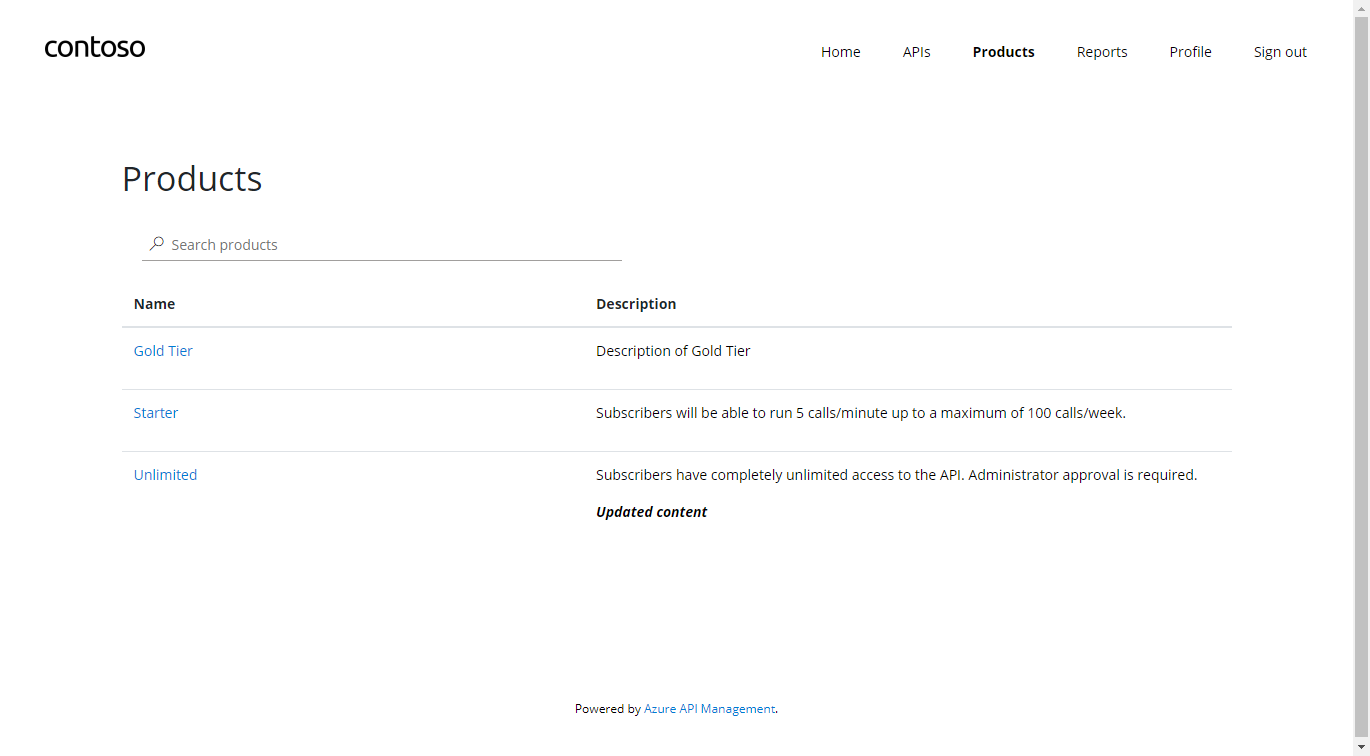 contoso
Home APIs Products Reports Profile Sign out
Products
Search products
Name Description
Gold Tier Description of Gold Tier
Starter Subscribers will be able to run 5 calls/minute up to a maximum of 100 calls/week.
Unlimited Subscribers have completely unlimited access to the API. Administrator approval is required.
Updated content
Powered by Azure API Management.